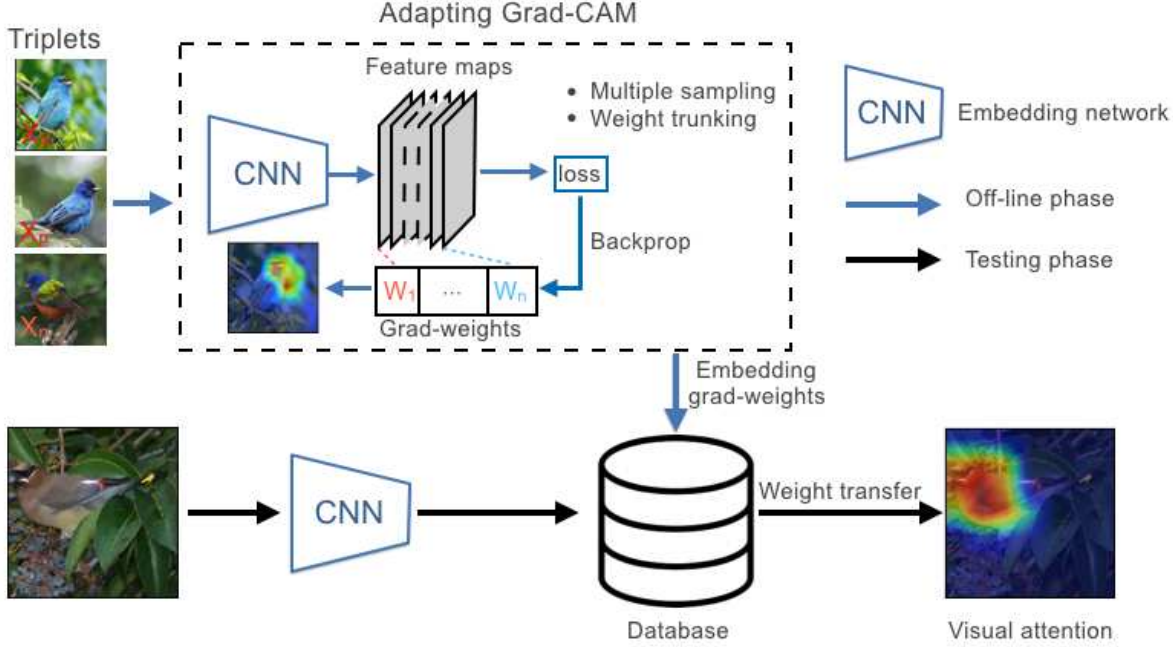 Adapting Grad-CAM
Triplets
Feature maps
• Multiple sampling
• Weight trunking
CNN
loss
Backprop
W₁ ... Wₙ
Grad-weights
CNN
Embedding network
Off-line phase
Testing phase
Embedding
grad-weights
CNN
Weight transfer
Database
Visual attention